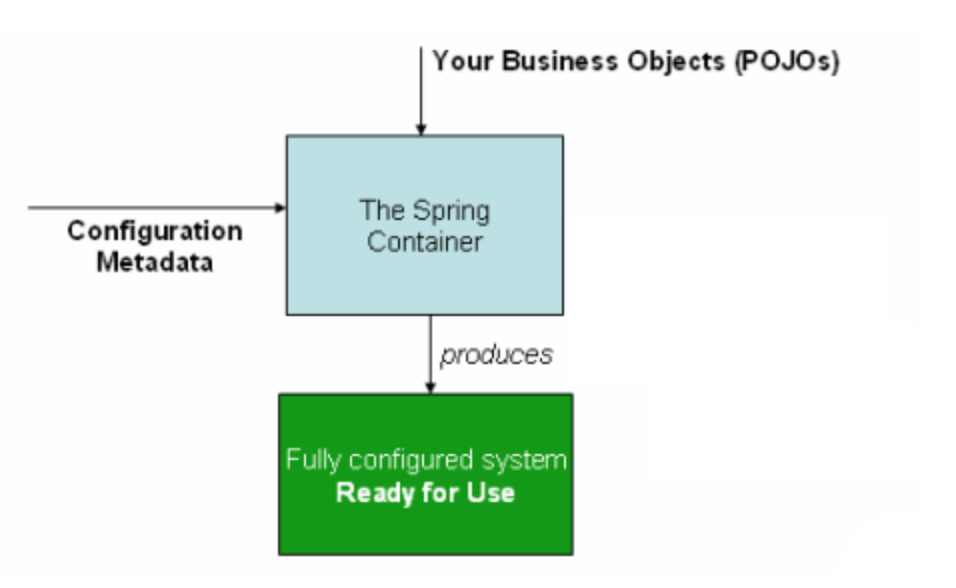 Your Business Objects (POJOs)
The Spring
Container
Configuration
Metadata
produces
Fully configured system
Ready for Use